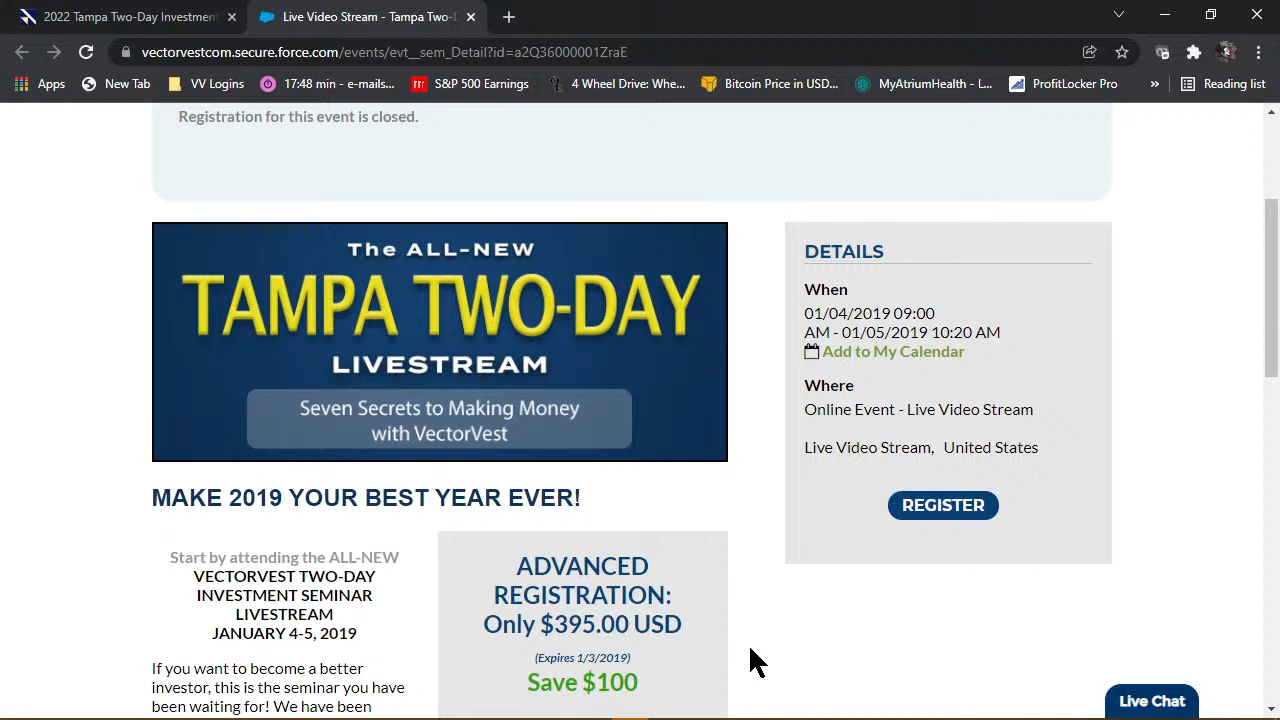 2022 Tampa Two-Day Investment
Live Video Stream - Tampa Two-D
vectorvestcom.secure.force.com/events/evt__sem_Detail?id=a2Q36000001ZraE
Apps
New Tab
VV Logins
17:48 min - e-mails...
S&P 500 Earnings
4 Wheel Drive: Whe...
Bitcoin Price in USD...
MyAtriumHealth - L...
ProfitLocker Pro
»
Reading list
Registration for this event is closed.
The ALL-NEW
TAMPA TWO-DAY
LIVESTREAM
Seven Secrets to Making Money
with VectorVest
DETAILS
When
01/04/2019 09:00
AM - 01/05/2019 10:20 AM
Add to My Calendar
Where
Online Event - Live Video Stream
Live Video Stream, United States
REGISTER
MAKE 2019 YOUR BEST YEAR EVER!
Start by attending the ALL-NEW
VECTORVEST TWO-DAY
INVESTMENT SEMINAR
LIVESTREAM
JANUARY 4-5, 2019
If you want to become a better
investor, this is the seminar you have
been waiting for! We have been
ADVANCED
REGISTRATION:
Only $395.00 USD
(Expires 1/3/2019)
Save $100
Live Chat